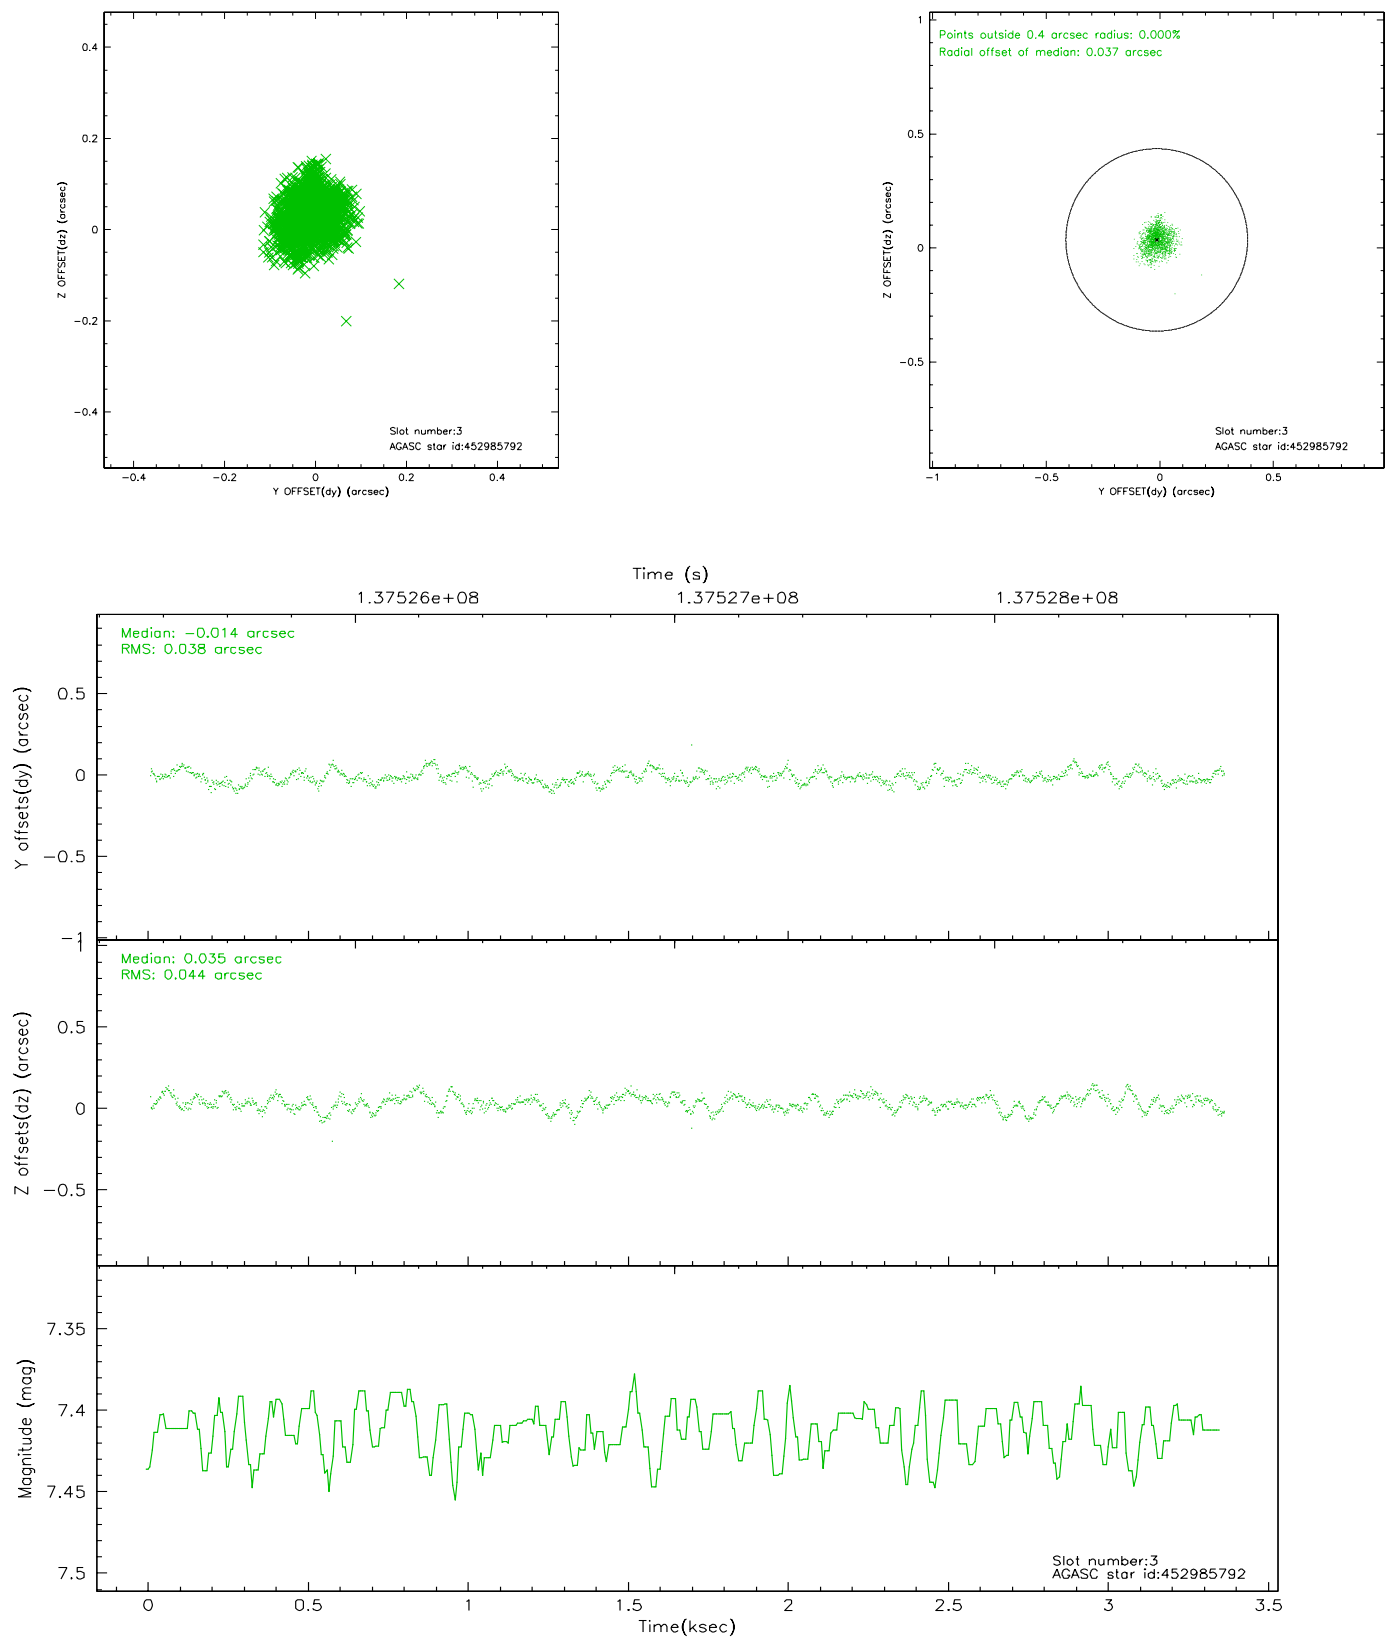 0.4
0.2
0
−0.2
−0.4
Z OFFSET(dz) (arcsec)
Slot number:3
AGASC star id:452985792
−0.4 −0.2 0 0.2 0.4
Y OFFSET(dy) (arcsec)
Points outside 0.4 arcsec radius: 0.000%
Radial offset of median: 0.037 arcsec
1
0.5
0
−0.5
Z OFFSET(dz) (arcsec)
Slot number:3
AGASC star id:452985792
−1 −0.5 0 0.5
Y OFFSET(dy) (arcsec)
Time (s)
1.37526e+08 1.37527e+08 1.37528e+08
Median: −0.014 arcsec
RMS: 0.038 arcsec
0.5
0
−0.5
−1
Y offsets(dy) (arcsec)
Median: 0.035 arcsec
RMS: 0.044 arcsec
1
0.5
0
−0.5
Z offsets(dz) (arcsec)
7.35
7.4
7.45
7.5
Magnitude (mag)
Slot number:3
AGASC star id:452985792
0 0.5 1 1.5 2 2.5 3 3.5
Time(ksec)